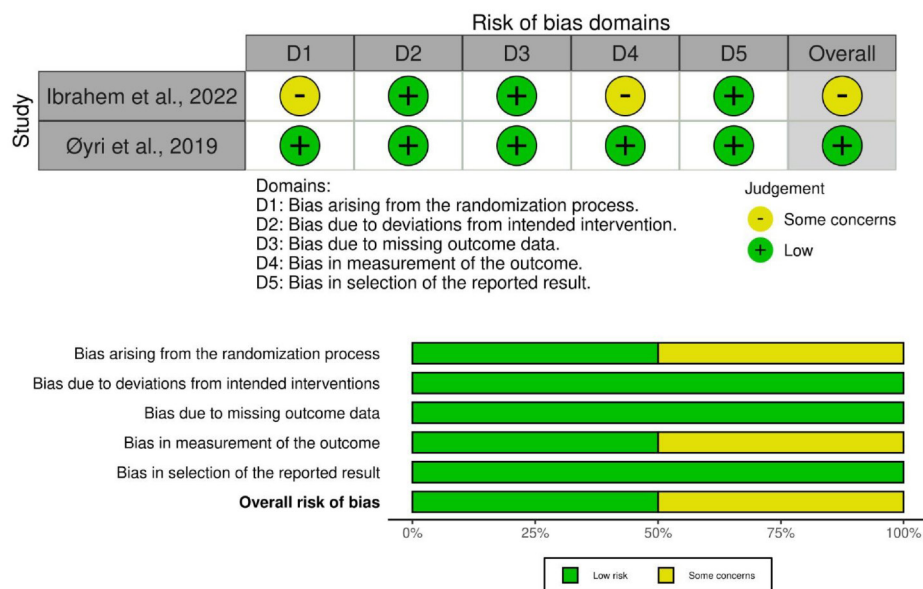 Risk of bias domains
D1 D2 D3 D4 D5 Overall
Study
Ibrahem et al., 2022 - + + - + -
Øyri et al., 2019 + + + + + +
Domains:
D1: Bias arising from the randomization process.
D2: Bias due to deviations from intended intervention.
D3: Bias due to missing outcome data.
D4: Bias in measurement of the outcome.
D5: Bias in selection of the reported result.
Judgement
- Some concerns
+ Low
Bias arising from the randomization process
Bias due to deviations from intended interventions
Bias due to missing outcome data
Bias in measurement of the outcome
Bias in selection of the reported result
Overall risk of bias
0% 25% 50% 75% 100%
Low risk Some concerns